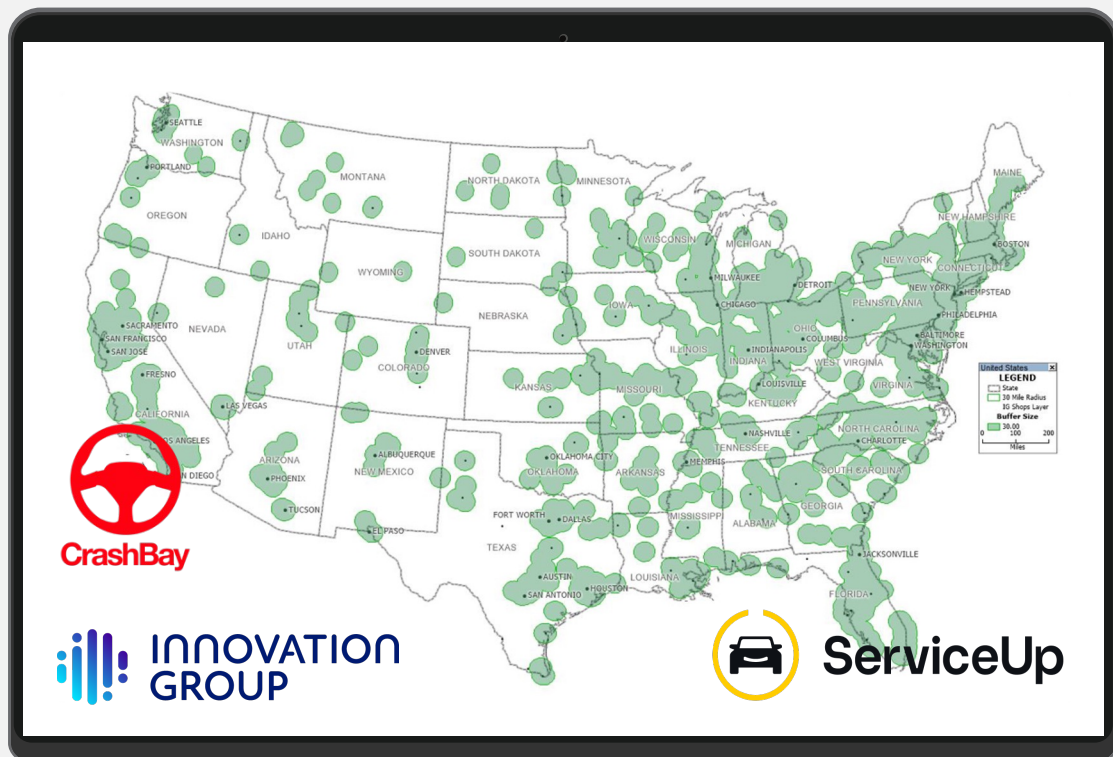 SEATTLE
WASHINGTON
PORTLAND
OREGON
IDAHO
MONTANA
NORTH DAKOTA
MINNESOTA
SOUTH DAKOTA
WYOMING
NEBRASKA
WISCONSIN
MICHIGAN
MAINE
NEW HAMPSHIRE
BOSTON
NEW YORK
CONNECTICUT
NEW YORK
HEMPSTEAD
PENNSYLVANIA
PHILADELPHIA
MILWAUKEE
DETROIT
CHICAGO
IOWA
OHIO
COLUMBUS
BALTIMORE
WASHINGTON
ILLINOIS
INDIANAPOLIS
INDIANA
WEST VIRGINIA
VIRGINIA
LOUISVILLE
KENTUCKY
SACRAMENTO
SAN FRANCISCO
SAN JOSE
NEVADA
UTAH
DENVER
COLORADO
FRESNO
CALIFORNIA
LAS VEGAS
KANSAS
MISSOURI
OS ANGELES
N DIEGO
ARIZONA
PHOENIX
TUCSON
ALBUQUERQUE
NEW MEXICO
EL PASO
OKLAHOMA CITY
OKLAHOMA
ARKANSAS
NASHVILLE
TENNESSEE
MEMPHIS
NORTH CAROLINA
CHARLOTTE
SOUTH CAROLINA
GEORGIA
ALABAMA
MISSISSIPPI
FORT WORTH
DALLAS
TEXAS
AUSTIN
SAN ANTONIO
HOUSTON
LOUISIANA
JACKSONVILLE
FLORIDA
United States
LEGEND
State
30 Mile Radius
IG Shops Layer
Buffer Size
30.00
0 100 200
Miles
CrashBay
INNOVATION
GROUP
ServiceUp